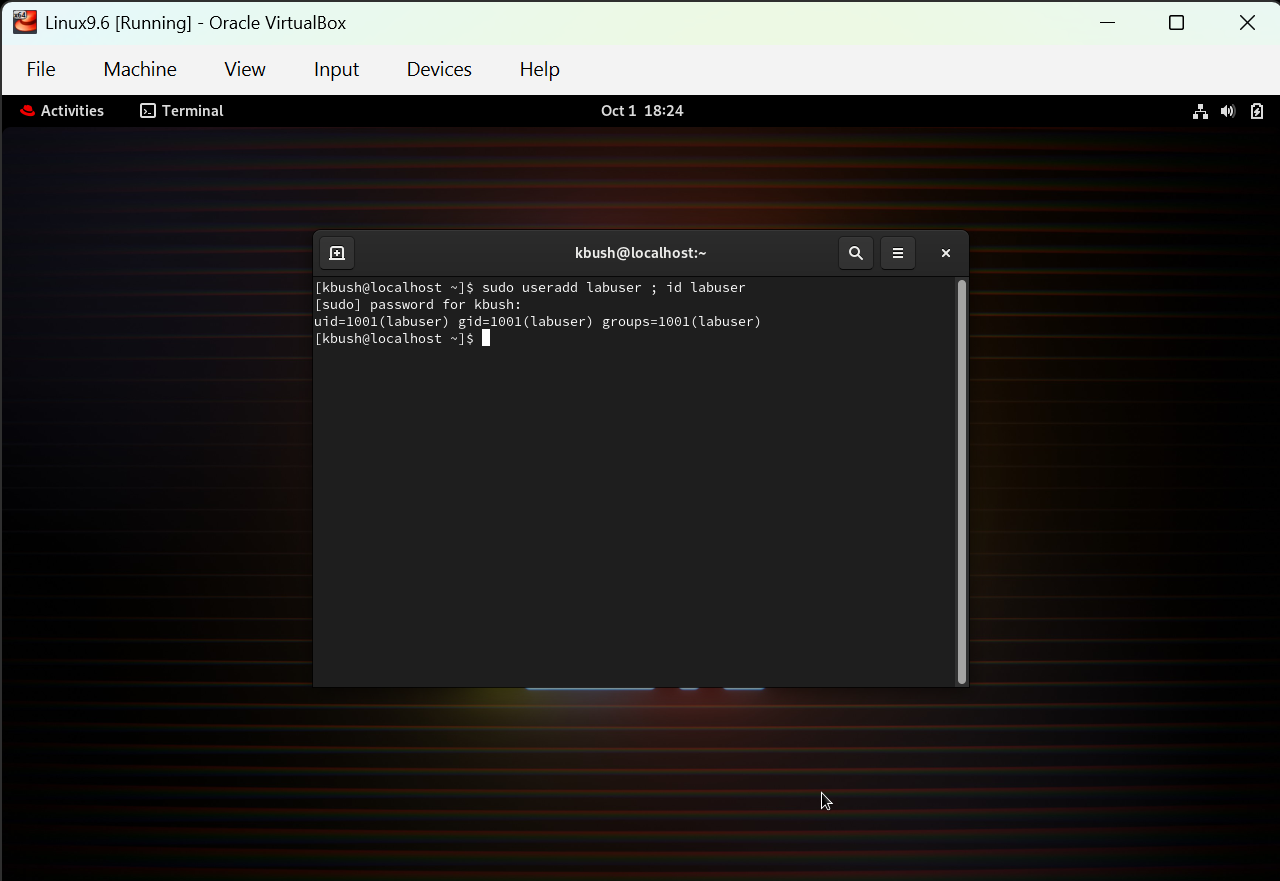 x64
Linux9.6 [Running] - Oracle VirtualBox
File Machine View Input Devices Help
Activities Terminal Oct 1 18:24
kbush@localhost:~
[kbush@localhost ~]$ sudo useradd labuser ; id labuser
[sudo] password for kbush:
uid=1001(labuser) gid=1001(labuser) groups=1001(labuser)
[kbush@localhost ~]$